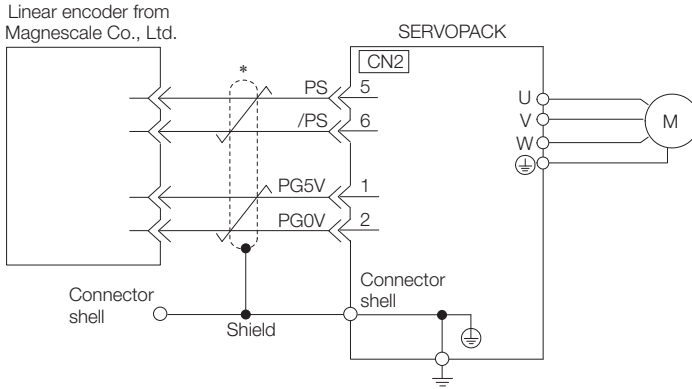 Linear encoder from
Magnescale Co., Ltd.
SERVOPACK
CN2
*
PS 5
/PS 6
PG5V 1
PG0V 2
U
V
W
M
Connector
shell
Shield
Connector
shell